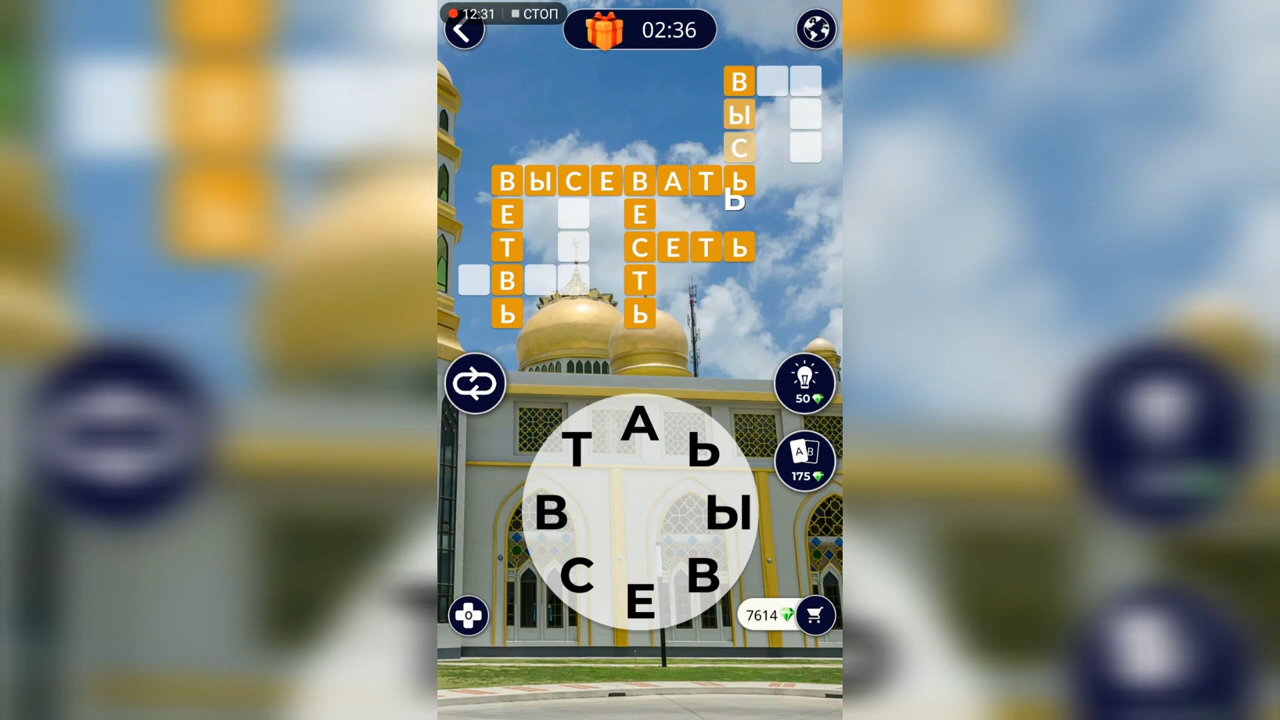 12:31 СТОП
02:36
В
Ы
С
ВЫСЕВАТЬ
Ь
Е Е
Т СЕТЬ
В Т
Ь Ь
50
А
Т Ь
A B
175
В Ы
С В
Е
0
7614